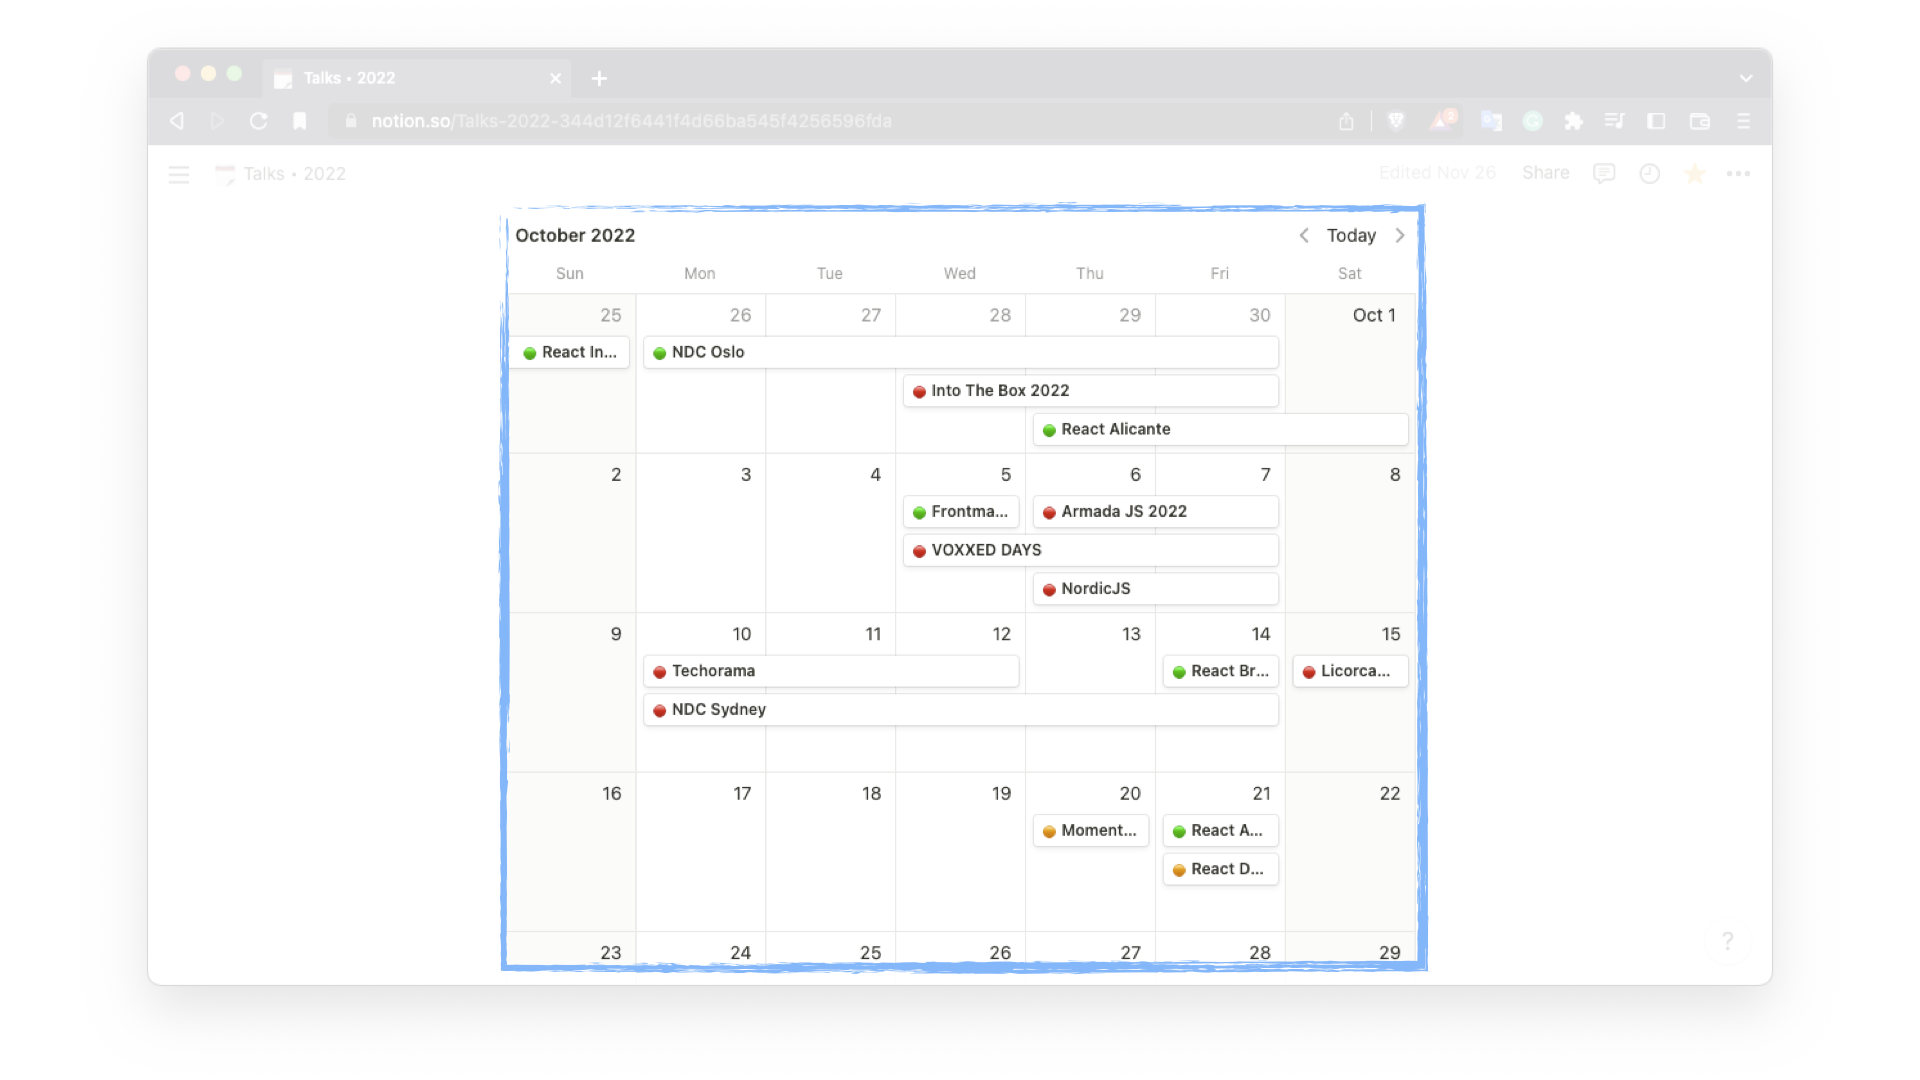 Talks • 2022
notion.so/Talks-2022-344d12f6441f4d66ba545f4256596fda
2
Talks • 2022
Edited Nov 26 Share
October 2022
Today
Sun Mon Tue Wed Thu Fri Sat
25 26 27 28 29 30 Oct 1
React In... NDC Oslo
Into The Box 2022
React Alicante
2 3 4 5 6 7 8
Frontma... Armada JS 2022
VOXXED DAYS
NordicJS
9 10 11 12 13 14 15
Techorama React Br... Licorca...
NDC Sydney
16 17 18 19 20 21 22
Moment... React A...
React D...
23 24 25 26 27 28 29
?